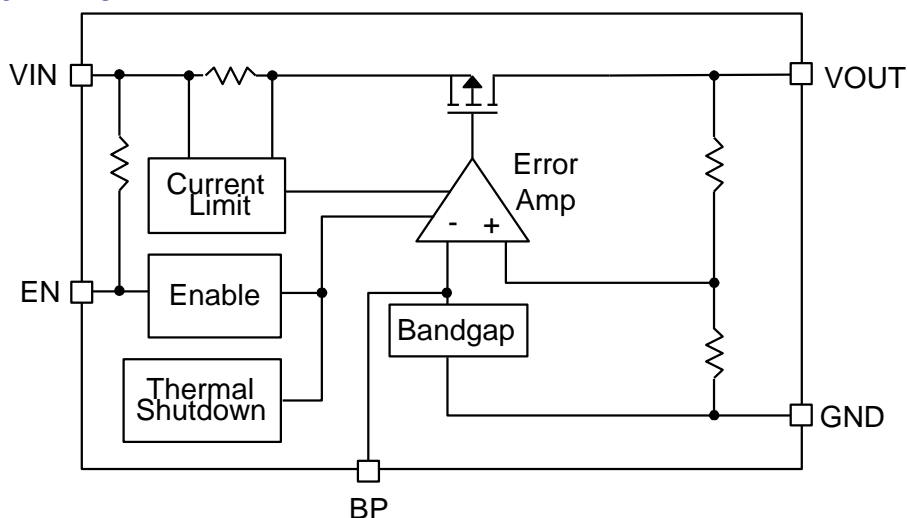 VIN
VOUT
Error
Amp
Current
Limit
- +
EN
Enable
Bandgap
Thermal
Shutdown
GND
BP